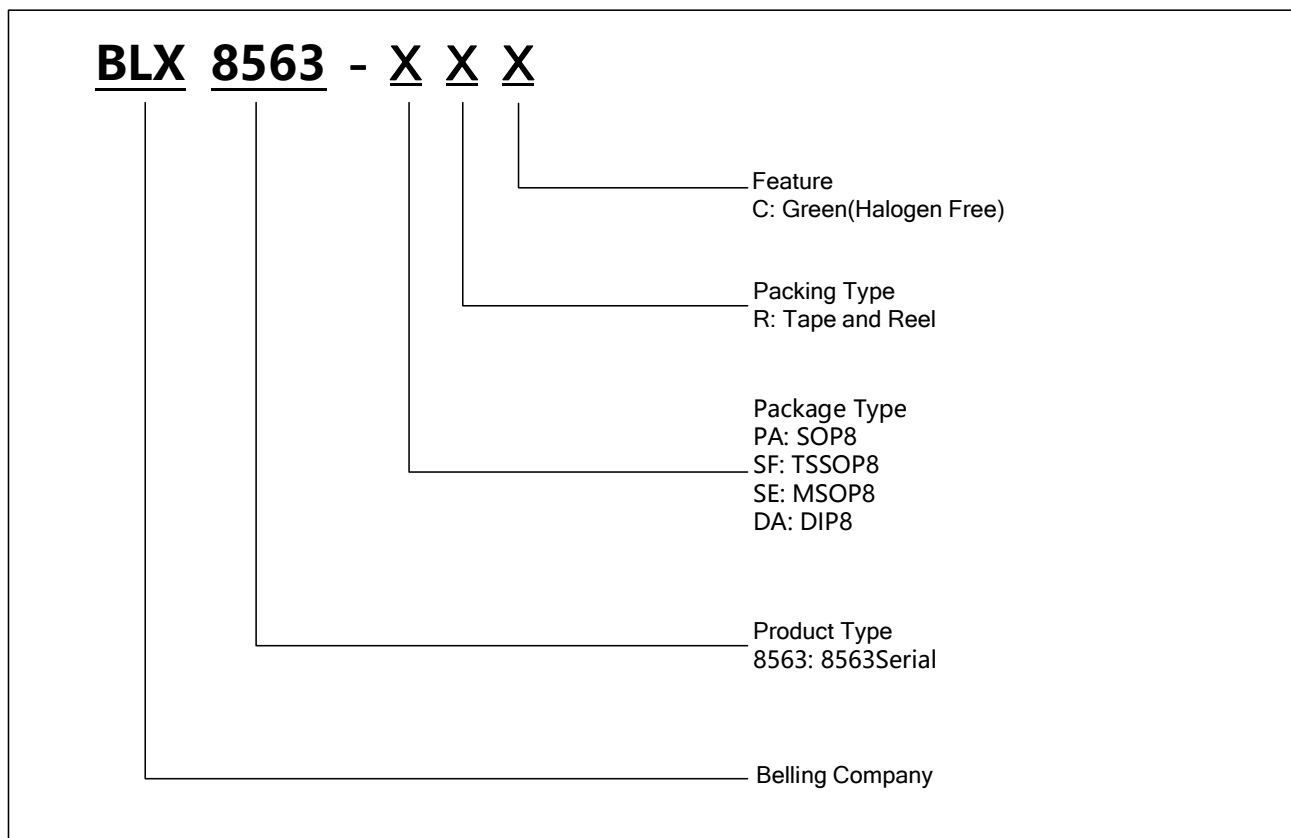 BLX 8563 - X X X
Feature
C: Green(Halogen Free)
Packing Type
R: Tape and Reel
Package Type
PA: SOP8
SF: TSSOP8
SE: MSOP8
DA: DIP8
Product Type
8563: 8563Serial
Belling Company